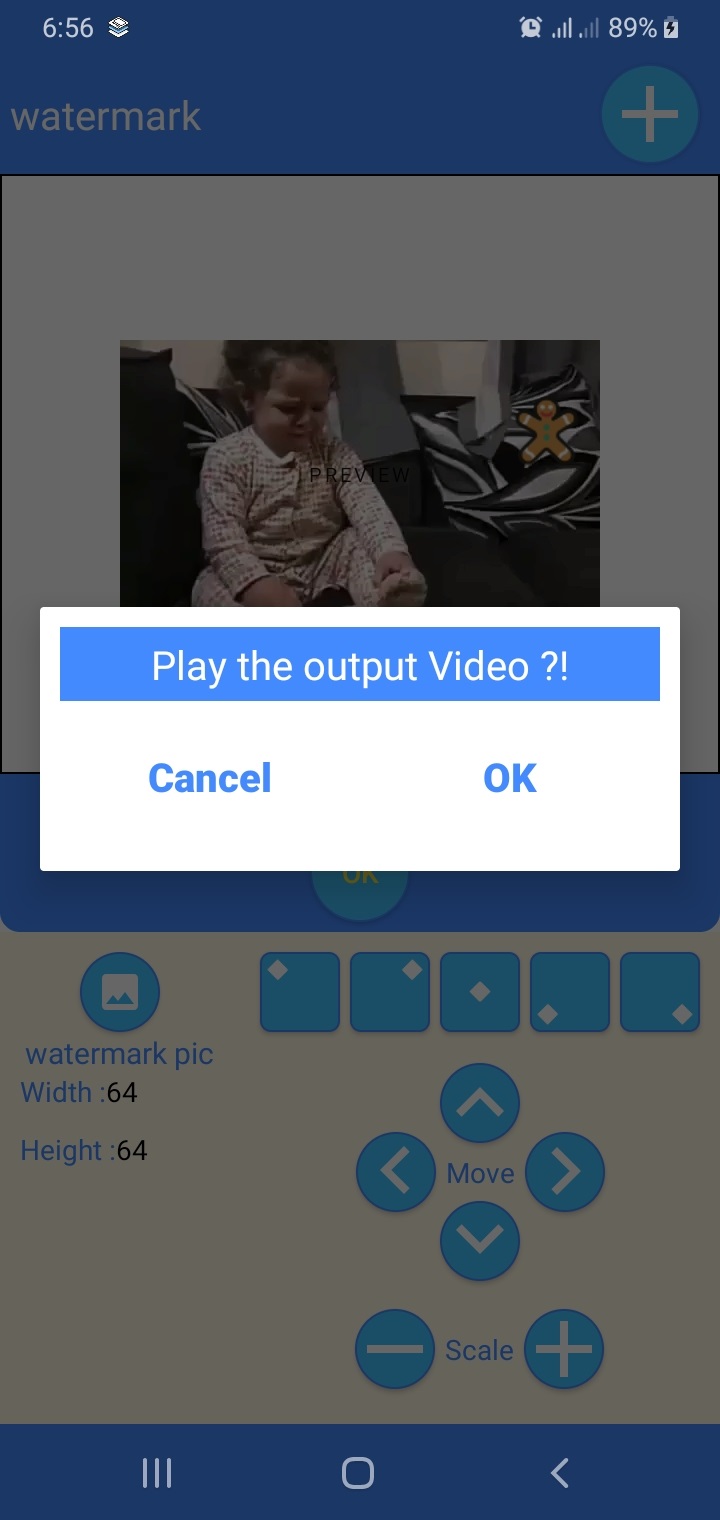 6:56 89%
watermark
PREVIEW
Play the output Video ?!
Cancel OK
OK
watermark pic
Width :64
Height :64
Move
Scale